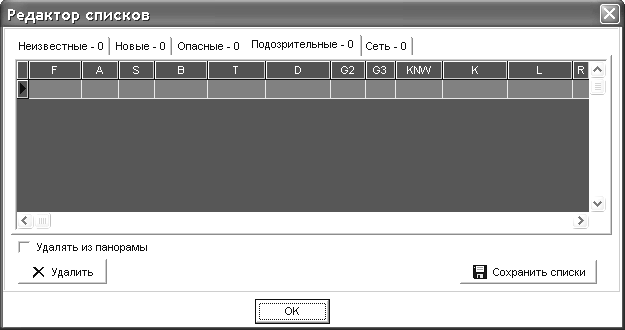 Редактор списков
Неизвестные - 0 Новые - 0 Опасные - 0 Подозрительные - 0 Сеть - 0
F A S B T D G2 G3 KNW K L R
Удалять из панорамы
Удалить Сохранить списки
OK